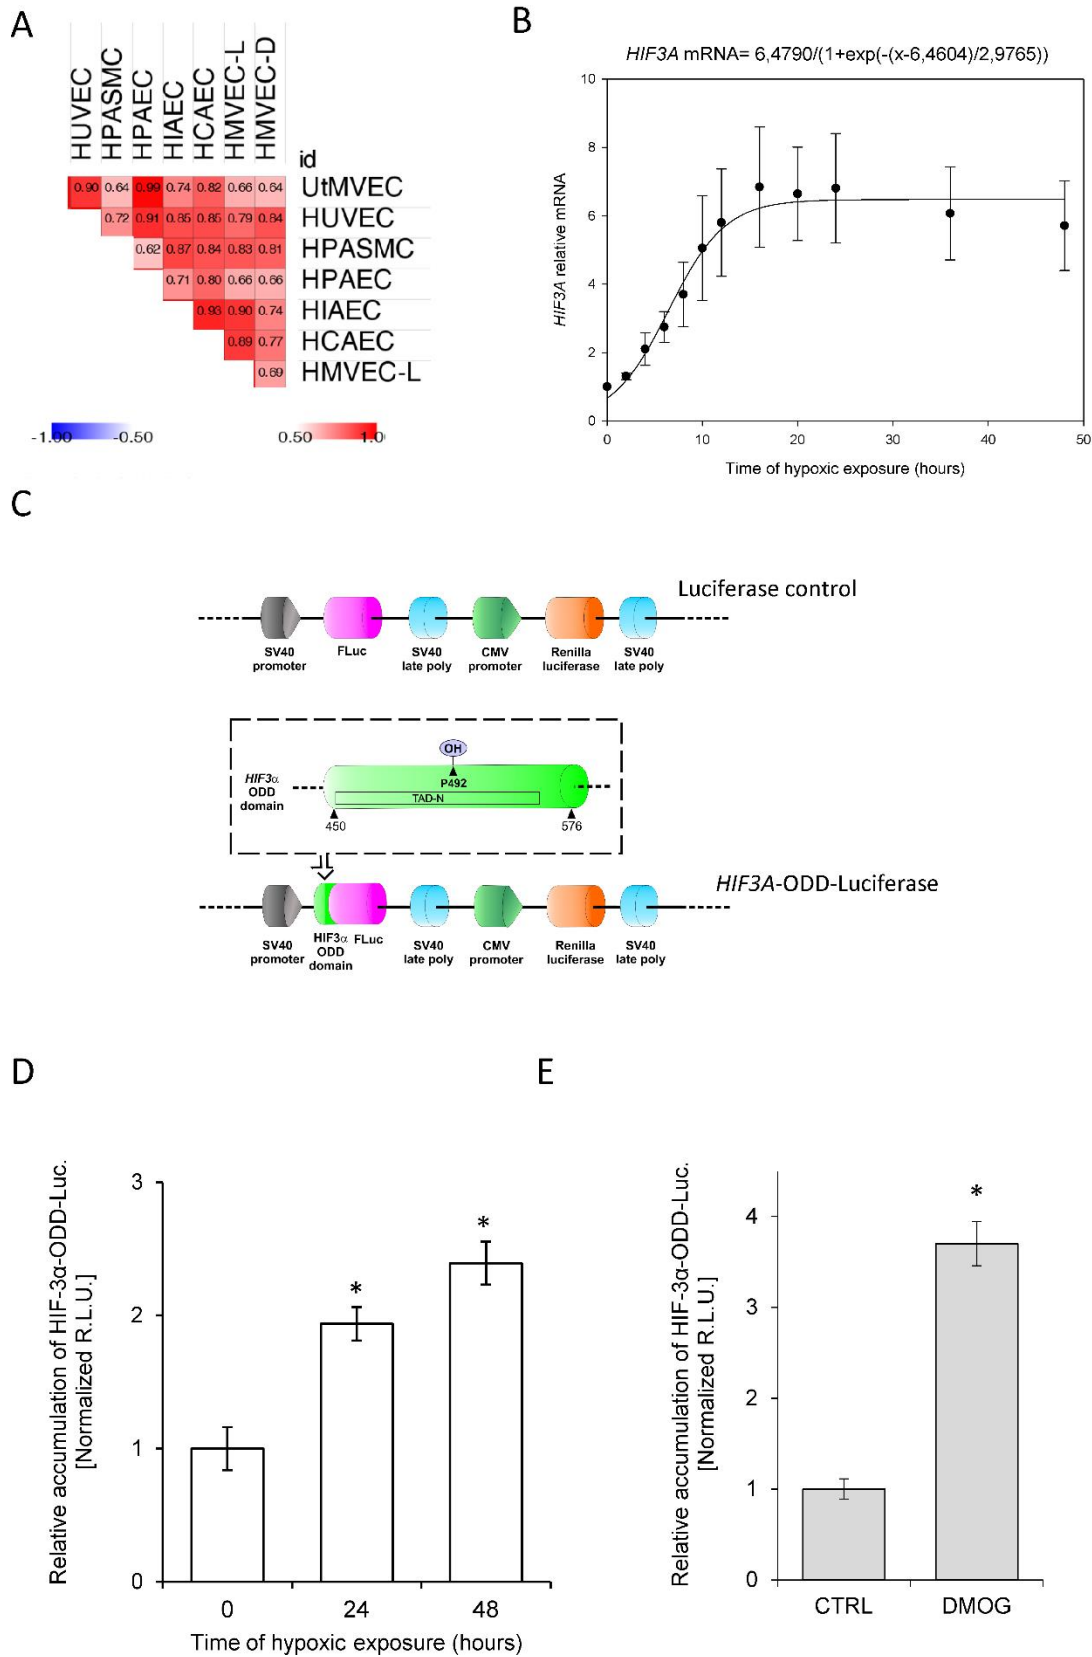 A
HUVEC
HPASMC
HPAEC
HIAEC
HCAEC
HMVEC-L
HMVEC-D
id
0.90 0.64 0.99 0.74 0.82 0.66 0.64 UtMVEC
0.72 0.91 0.85 0.85 0.79 0.84 HUVEC
0.62 0.87 0.84 0.83 0.81 HPASMC
0.71 0.80 0.66 0.66 HPAEC
0.93 0.90 0.74 HIAEC
0.89 0.77 HCAEC
0.69 HMVEC-L
-1.00 -0.50 0.50 1.0
B
HIF3A mRNA= 6,4790/(1+exp(-(x-6,4604)/2,9765))
HIF3A relative mRNA
10
8
6
4
2
0
0 10 20 30 40 50
Time of hypoxic exposure (hours)
C
Luciferase control
SV40 promoter
FLuc
SV40 late poly
CMV promoter
Renilla luciferase
SV40 late poly
HIF3α
ODD
domain
OH
P492
TAD-N
450 576
HIF3A-ODD-Luciferase
SV40 promoter
HIF3α ODD domain
FLuc
SV40 late poly
CMV promoter
Renilla luciferase
SV40 late poly
D
Relative accumulation of HIF-3α-ODD-Luc.
[Normalized R.L.U.]
3
2
1
0
*
*
0 24 48
Time of hypoxic exposure (hours)
E
Relative accumulation of HIF-3α-ODD-Luc.
[Normalized R.L.U.]
4
3
2
1
0
*
CTRL DMOG